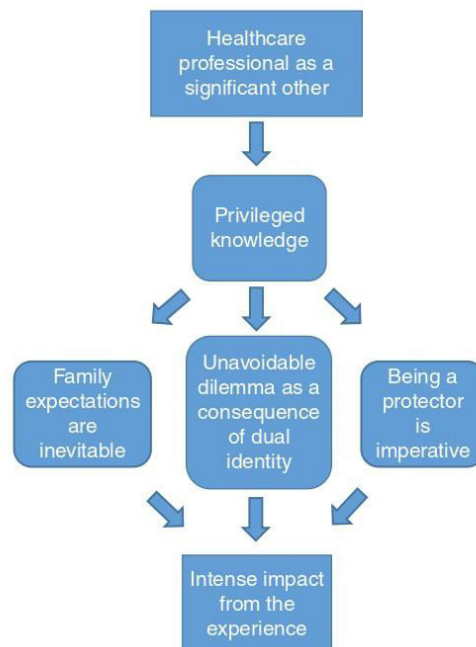 Healthcare
professional as a
significant other
Privileged
knowledge
Family
expectations
are
inevitable
Unavoidable
dilemma as a
consequence
of dual
identity
Being a
protector
is
imperative
Intense impact
from the
experience